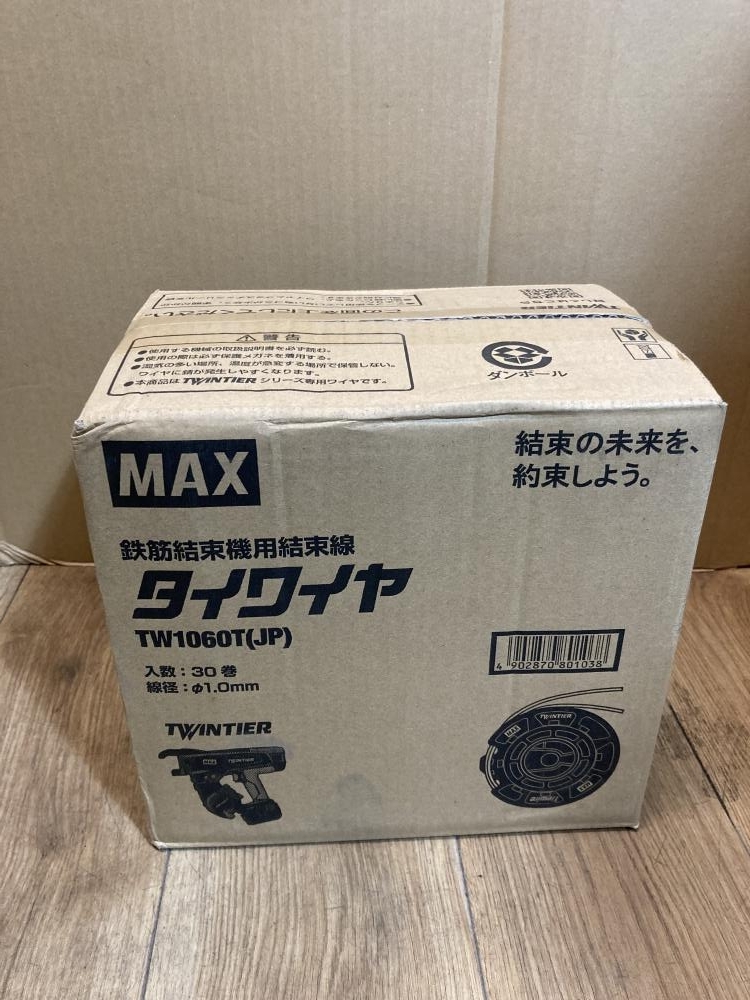 ⚠警告
●使用する機械の取扱説明書を必ず読む。
●使用の際は必ず保護メガネを着用する。
●湿気の多い場所、温度が急変する場所で保管しない。
ワイヤに錆が発生しやすくなります。
●本商品はTWINTIERシリーズ専用ワイヤです。
ダンボール
MAX
結束の未来を、
約束しよう。
鉄筋結束機用結束線
タイワイヤ
TW1060T(JP)
入数：30巻
線径：φ1.0mm
4 902870 801038
TWINTIER
MAX
TWINTIER
TWINTIER
MAX